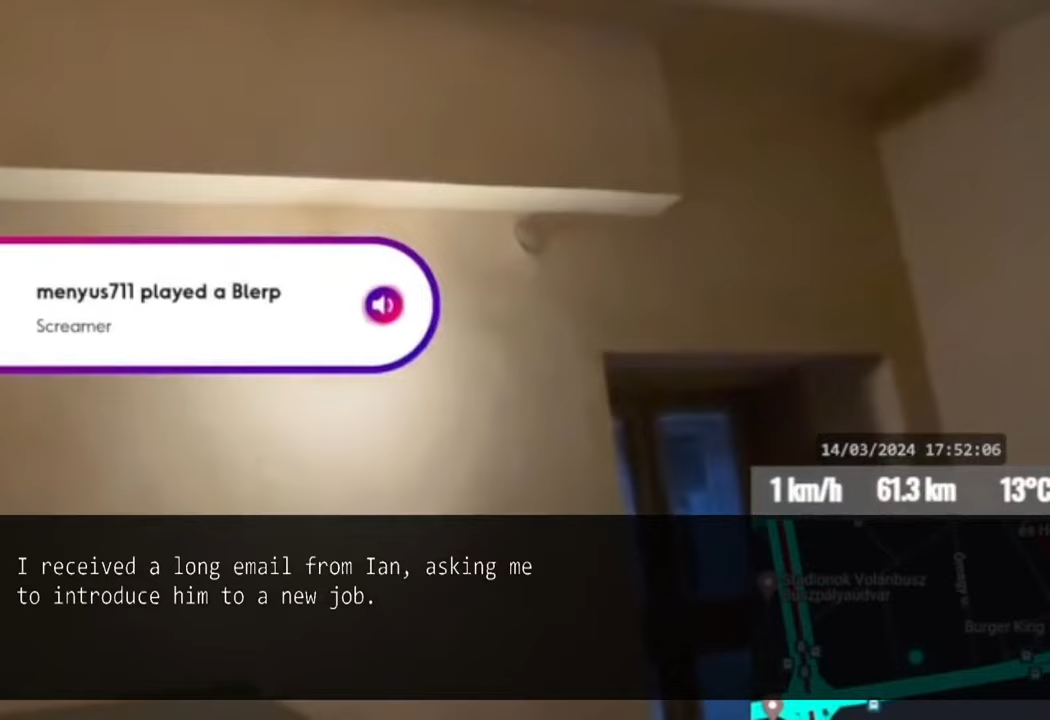 menyus711 played a Blerp
Screamer
14/03/2024 17:52:06
1 km/h 61.3 km 13°C
I received a long email from Ian, asking me
to introduce him to a new job.
Stadionok Volánbusz
Buszpályaudvar
Burger King